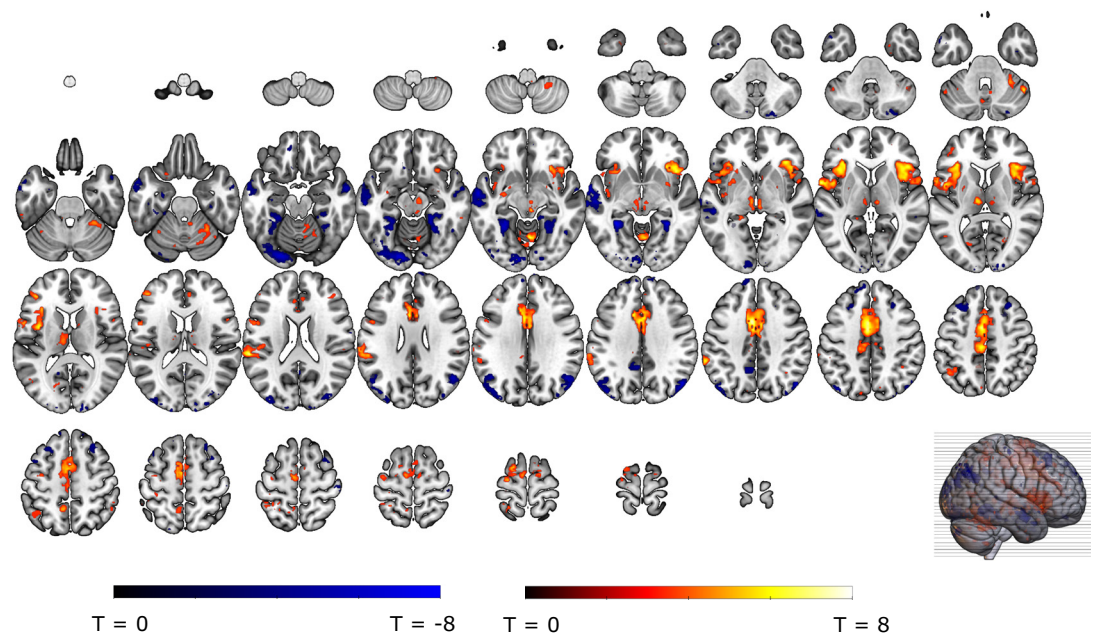 T = 0
T = -8
T = 0
T = 8